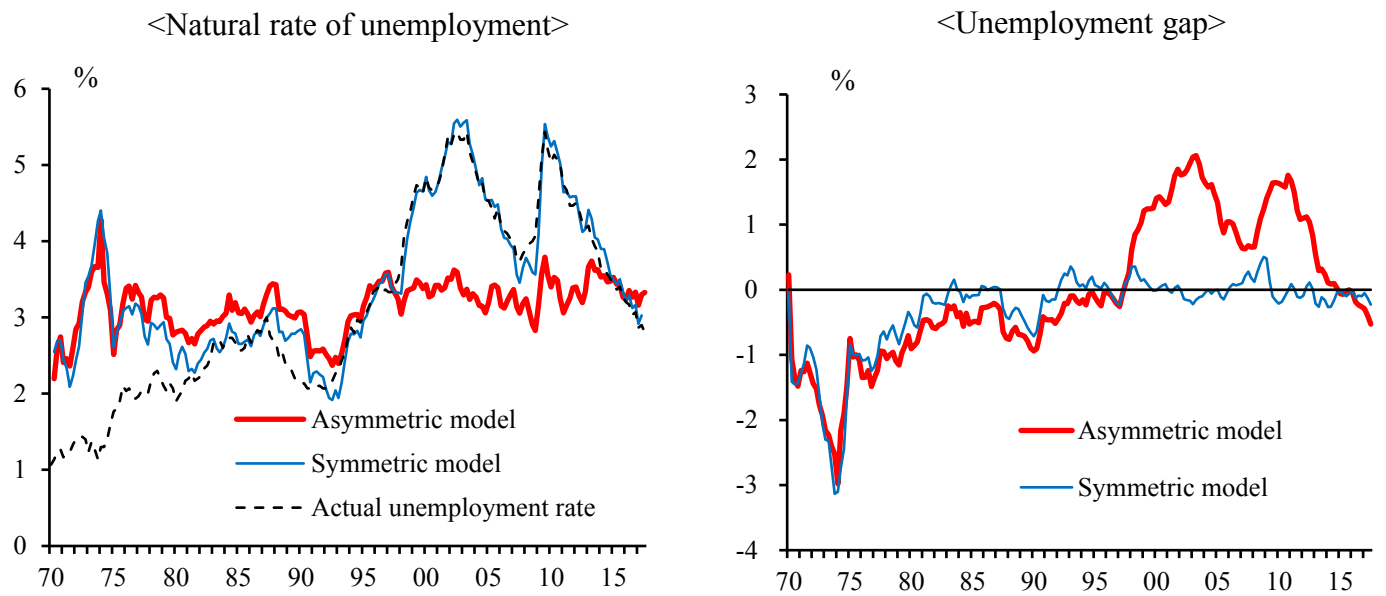 <Natural rate of unemployment>
%
6
5
4
3
2
1
0
70 75 80 85 90 95 00 05 10 15
Asymmetric model
Symmetric model
Actual unemployment rate
<Unemployment gap>
%
3
2
1
0
-1
-2
-3
-4
70 75 80 85 90 95 00 05 10 15
Asymmetric model
Symmetric model